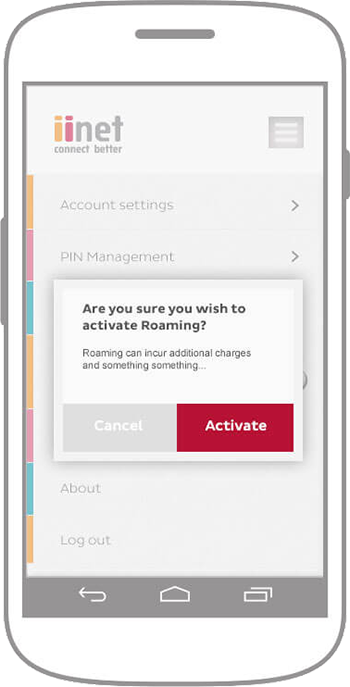 iinet
connect better
Account settings
PIN Management
Are you sure you wish to
activate Roaming?
Roaming can incur additional charges
and something something...
Cancel
Activate
About
Log out